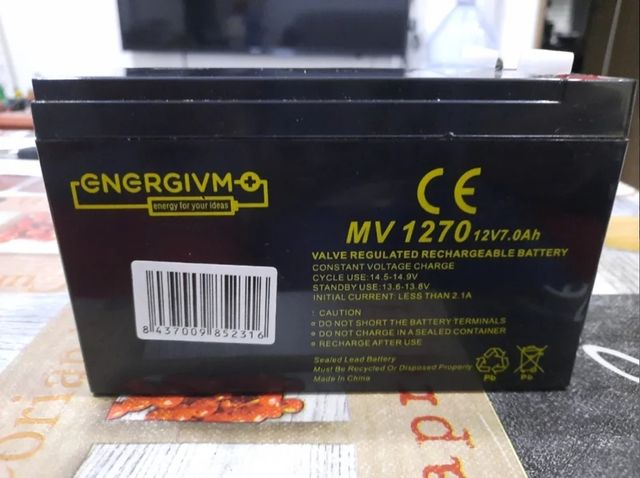 ENERGIVM+
energy for your ideas
CE
MV 1270 12V7.0Ah
VALVE REGULATED RECHARGEABLE BATTERY
CONSTANT VOLTAGE CHARGE
CYCLE USE:14.5-14.9V
STANDBY USE:13.6-13.8V
INITIAL CURRENT: LESS THAN 2.1A
: CAUTION
DO NOT SHORT THE BATTERY TERMINALS
DO NOT CHARGE IN A SEALED CONTAINER
RECHARGE AFTER USE
Sealed Lead Battery
Must Be Recycled Or Disposed Properly
Made In China
Pb Pb
8 437009 852316